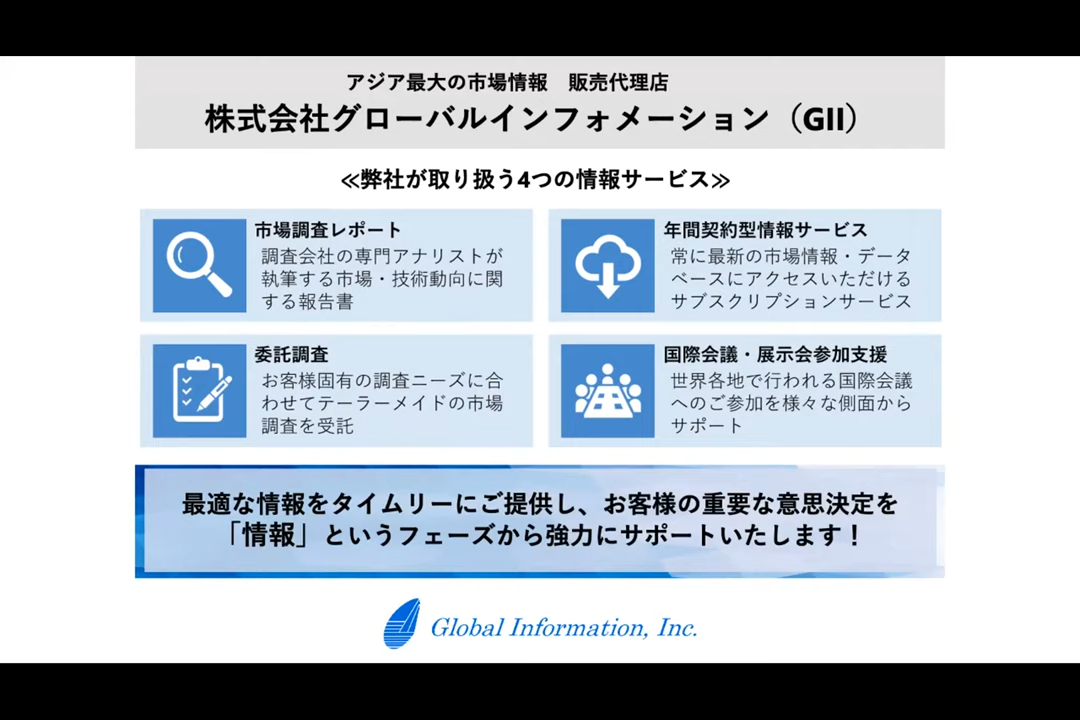 アジア最大の市場情報　販売代理店
株式会社グローバルインフォメーション（GII）
≪弊社が取り扱う4つの情報サービス≫
市場調査レポート
調査会社の専門アナリストが
執筆する市場・技術動向に関
する報告書
年間契約型情報サービス
常に最新の市場情報・データ
ベースにアクセスいただける
サブスクリプションサービス
委託調査
お客様固有の調査ニーズに合
わせてテーラーメイドの市場
調査を受託
国際会議・展示会参加支援
世界各地で行われる国際会議
へのご参加を様々な側面から
サポート
最適な情報をタイムリーにご提供し、お客様の重要な意思決定を
「情報」というフェーズから強力にサポートいたします！
Global Information, Inc.